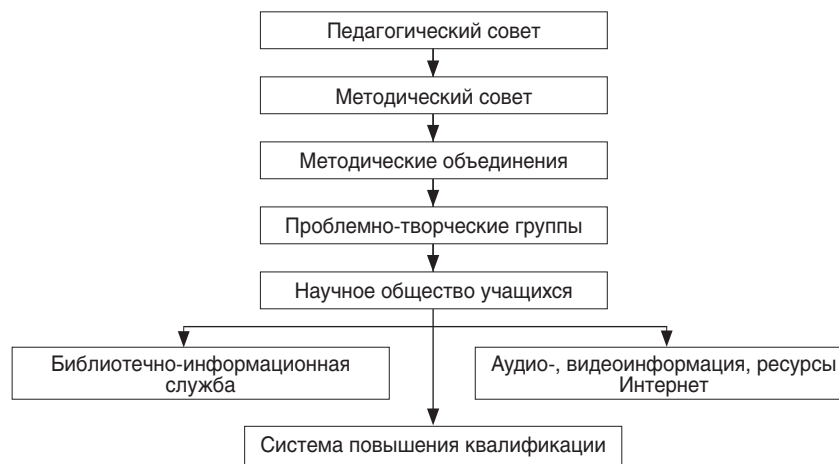 Педагогический совет
Методический совет
Методические объединения
Проблемно-творческие группы
Научное общество учащихся
Библиотечно-информационная
служба
Аудио-, видеоинформация, ресурсы
Интернет
Система повышения квалификации